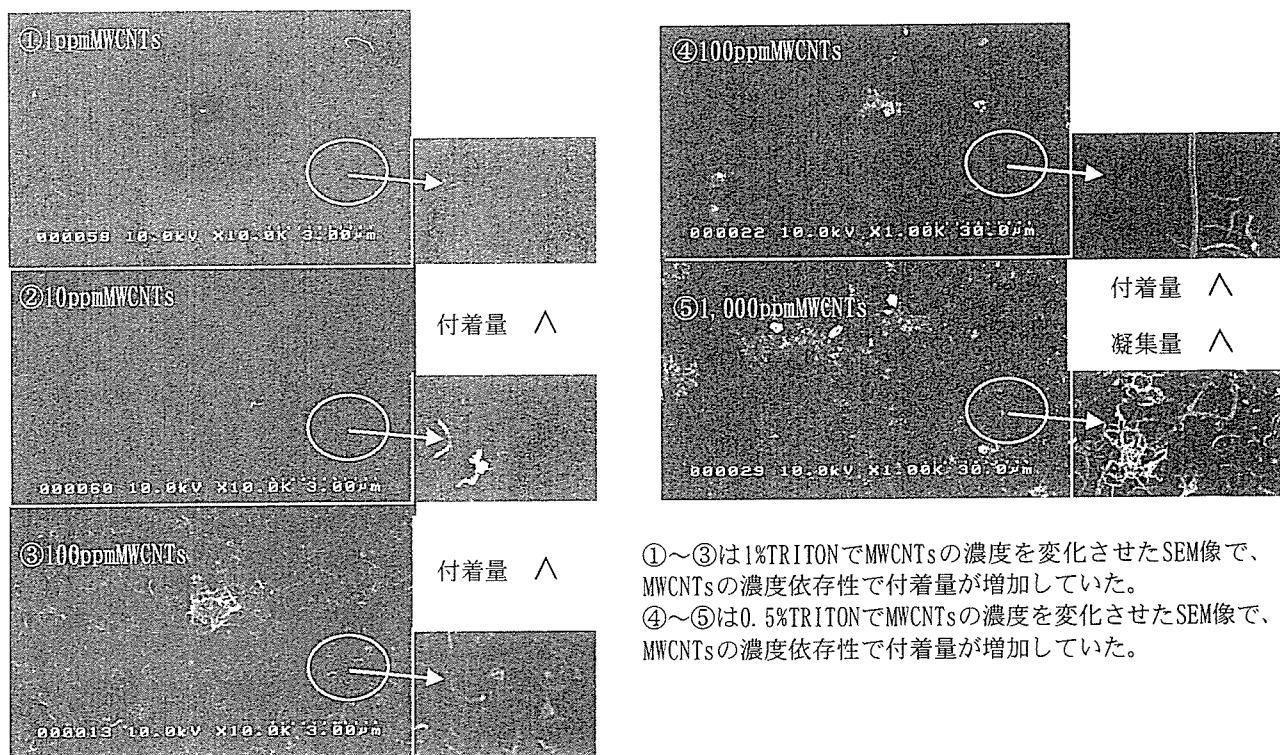 ①1ppmMWCNTs
000059 10.0kV X10.0K 3.00μm
②10ppmMWCNTs
付着量 ∧
000060 10.0kV X10.0K 3.00μm
③100ppmMWCNTs
付着量 ∧
000013 10.0kV X10.0K 3.00μm
④100ppmMWCNTs
000022 10.0kV X1.00K 30.0μm
付着量 ∧
⑤1,000ppmMWCNTs
凝集量 ∧
000029 10.0kV X1.00K 30.0μm
①～③は1%TRITONでMWCNTsの濃度を変化させたSEM像で、
MWCNTsの濃度依存性で付着量が増加していた。
④～⑤は0.5%TRITONでMWCNTsの濃度を変化させたSEM像で、
MWCNTsの濃度依存性で付着量が増加していた。